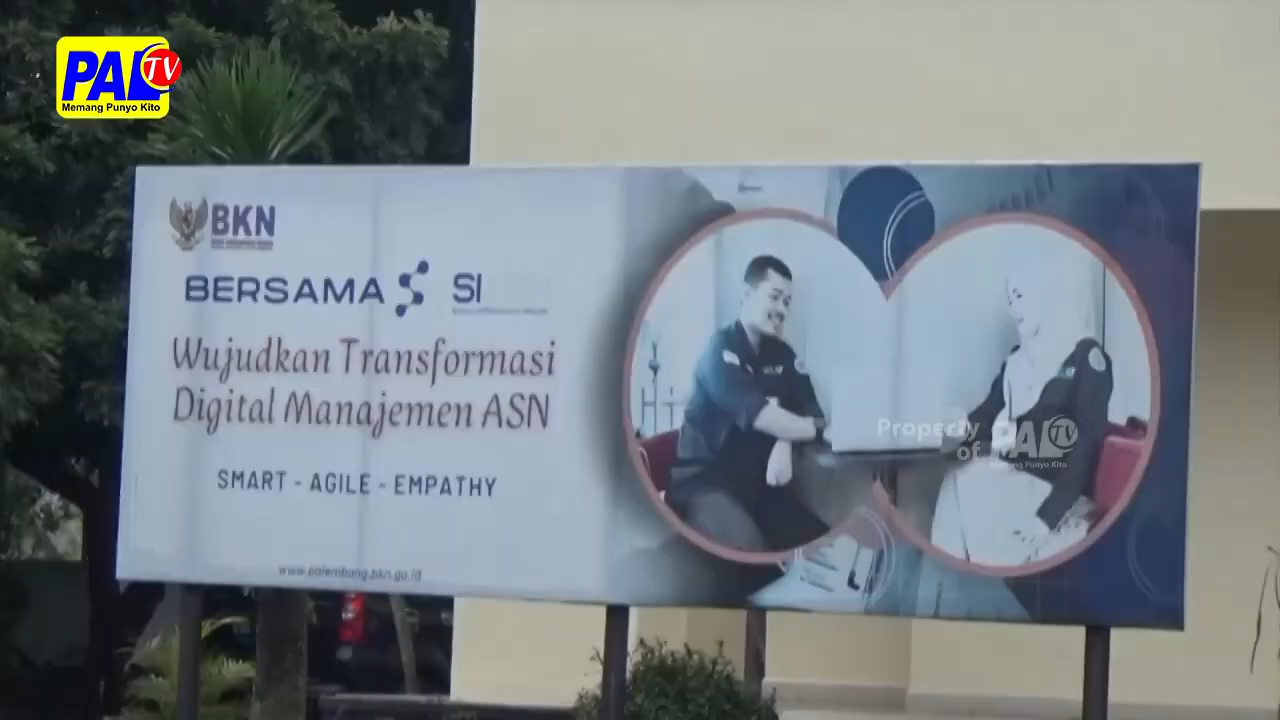 PAL TV
Memang Punyo Kito
BKN
BERSAMA SI
Wujudkan Transformasi
Digital Manajemen ASN
SMART - AGILE - EMPATHY
www.palembang.bkn.go.id
Property
of PAL TV
Memang Punyo Kito